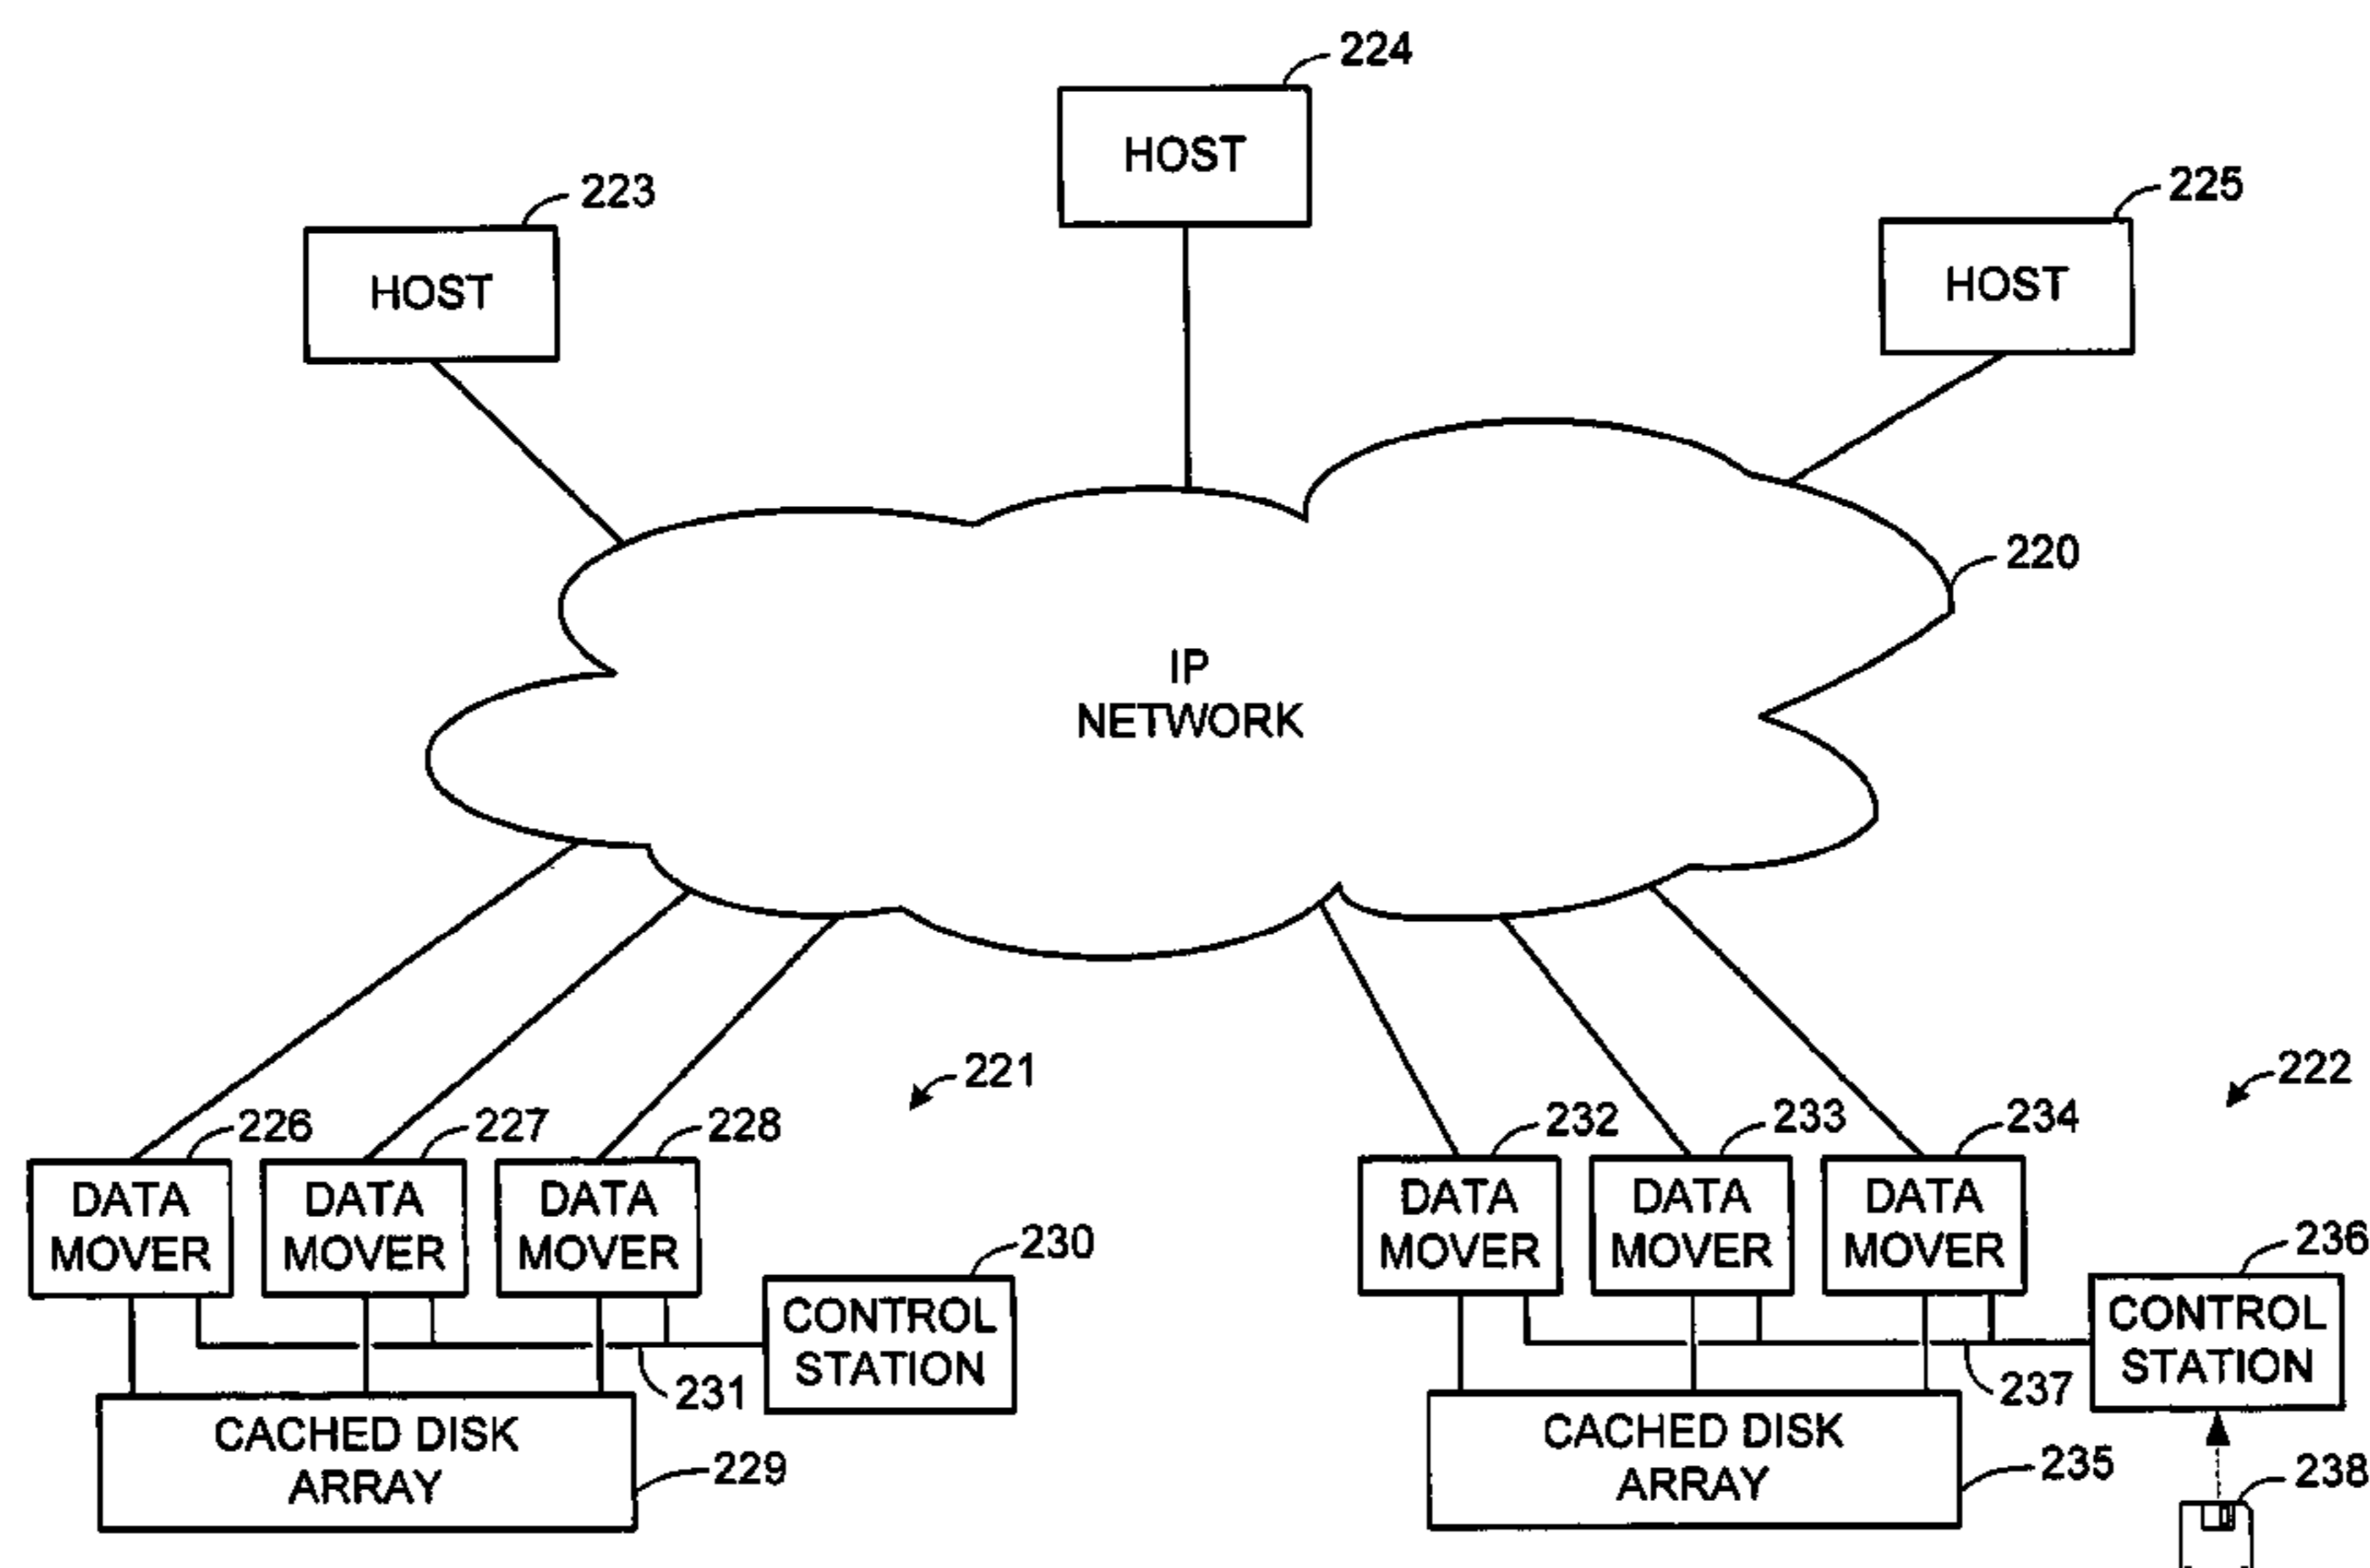 224
HOST
223
HOST
225
HOST
220
IP
NETWORK
221
222
226
227
228
232
233
234
DATA
MOVER
DATA
MOVER
DATA
MOVER
DATA
MOVER
DATA
MOVER
DATA
MOVER
230
CONTROL
STATION
236
CONTROL
STATION
231
237
CACHED DISK
ARRAY
229
CACHED DISK
ARRAY
235
238